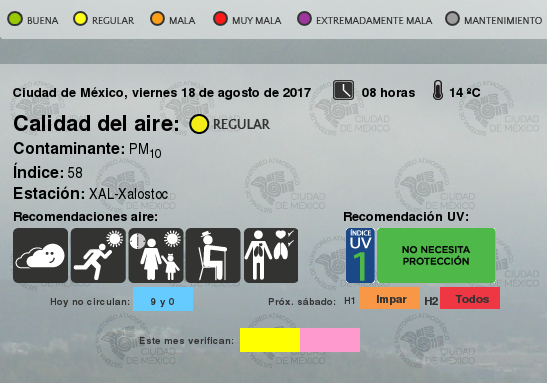 BUENA REGULAR MALA MUY MALA EXTREMADAMENTE MALA MANTENIMIENTO
Ciudad de México, viernes 18 de agosto de 2017 08 horas 14 ºC
Calidad del aire: REGULAR
Contaminante: PM10
Índice: 58
Estación: XAL-Xalostoc
Recomendaciones aire: Recomendación UV:
ÍNDICE
UV
1
NO NECESITA
PROTECCIÓN
Hoy no circulan: 9 y 0 Próx. sábado: H1 Impar H2 Todos
Este mes verifican:
CIUDAD
DE MÉXICO